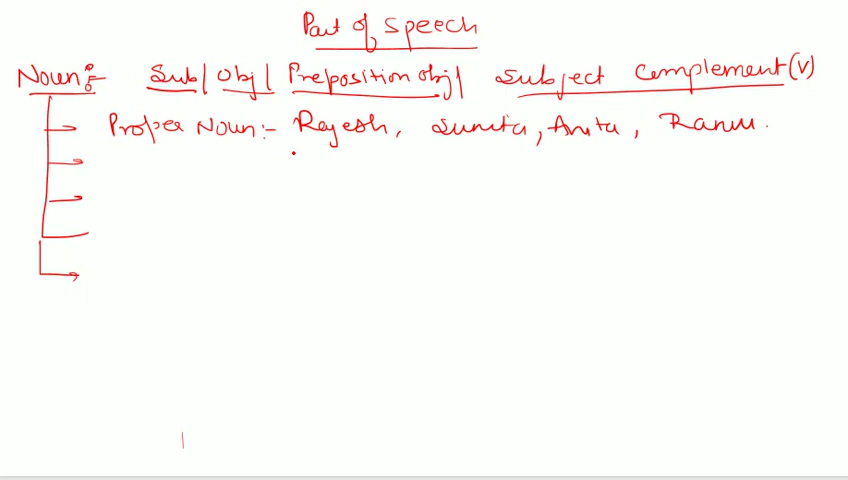 Part of Speech
Noun:- Sub/ Obj/ Preposition obj/ Subject Complement(v)
Proper Noun:- Rajesh, Sunita, Anita, Ranu.